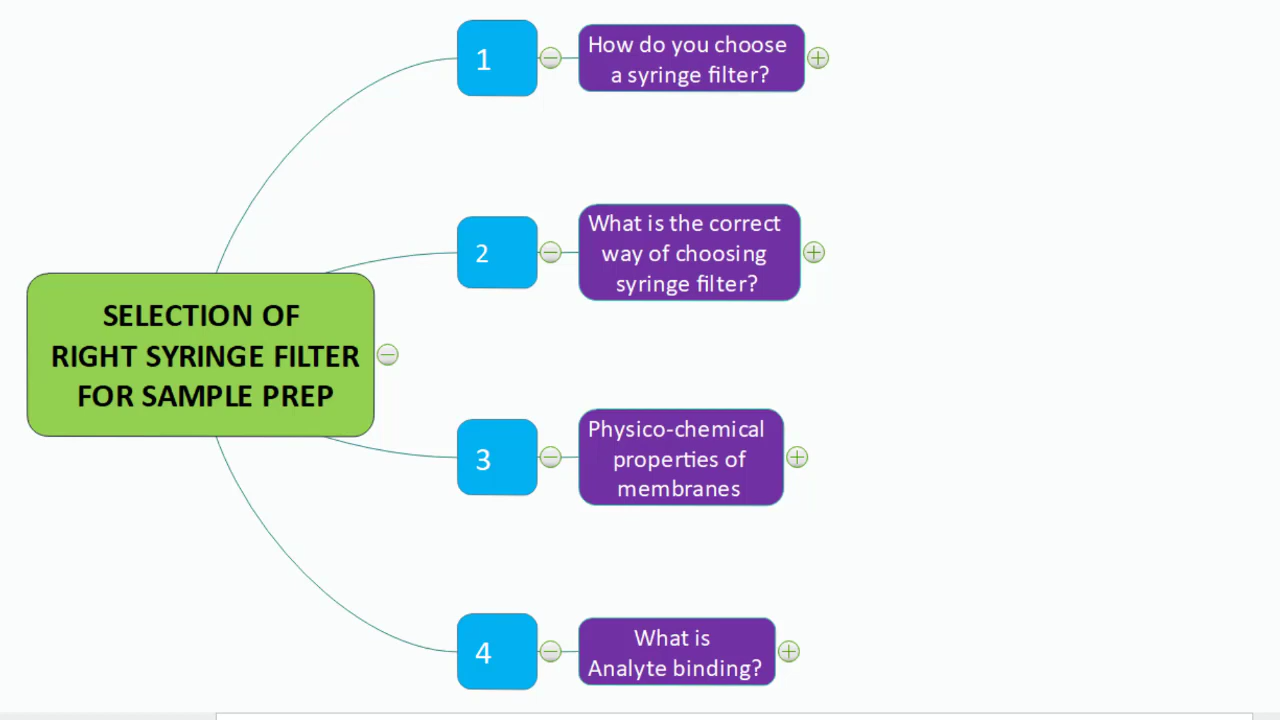 SELECTION OF
RIGHT SYRINGE FILTER
FOR SAMPLE PREP
1
How do you choose
a syringe filter?
2
What is the correct
way of choosing
syringe filter?
3
Physico-chemical
properties of
membranes
4
What is
Analyte binding?